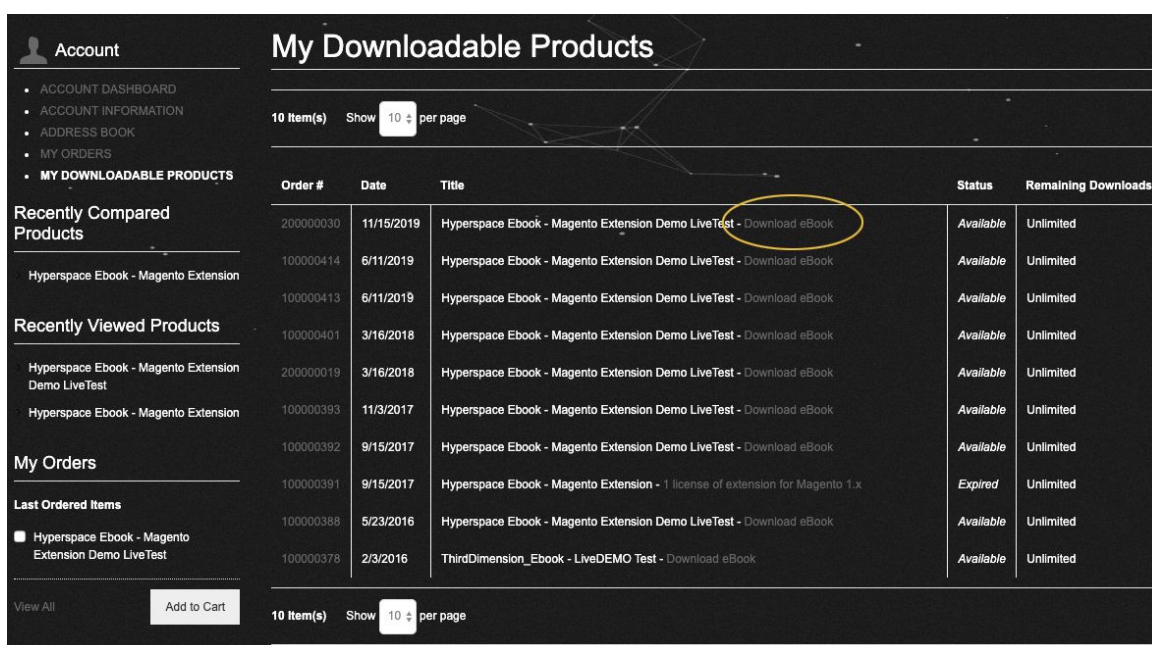 Account
ACCOUNT DASHBOARD
ACCOUNT INFORMATION
ADDRESS BOOK
MY ORDERS
MY DOWNLOADABLE PRODUCTS
Recently Compared
Products
Hyperspace Ebook - Magento Extension
Recently Viewed Products
Hyperspace Ebook - Magento Extension
Demo LiveTest
Hyperspace Ebook - Magento Extension
My Orders
Last Ordered Items
Hyperspace Ebook - Magento
Extension Demo LiveTest
View All Add to Cart
My Downloadable Products
10 Item(s) Show 10 per page
Order # Date Title Status Remaining Downloads
200000030 11/15/2019 Hyperspace Ebook - Magento Extension Demo LiveTest - Download eBook Available Unlimited
100000414 6/11/2019 Hyperspace Ebook - Magento Extension Demo LiveTest - Download eBook Available Unlimited
100000413 6/11/2019 Hyperspace Ebook - Magento Extension Demo LiveTest - Download eBook Available Unlimited
100000401 3/16/2018 Hyperspace Ebook - Magento Extension Demo LiveTest - Download eBook Available Unlimited
200000019 3/16/2018 Hyperspace Ebook - Magento Extension Demo LiveTest - Download eBook Available Unlimited
100000393 11/3/2017 Hyperspace Ebook - Magento Extension Demo LiveTest - Download eBook Available Unlimited
100000392 9/15/2017 Hyperspace Ebook - Magento Extension Demo LiveTest - Download eBook Available Unlimited
100000391 9/15/2017 Hyperspace Ebook - Magento Extension - 1 license of extension for Magento 1.x Expired Unlimited
100000388 5/23/2016 Hyperspace Ebook - Magento Extension Demo LiveTest - Download eBook Available Unlimited
100000378 2/3/2016 ThirdDimension_Ebook - LiveDEMO Test - Download eBook Available Unlimited
10 Item(s) Show 10 per page